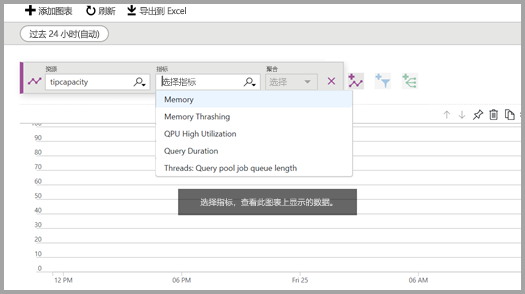 添加图表 刷新 导出到 Excel
过去 24 小时(自动)
资源 指标 聚合
tipcapacity 选择指标 选择
Memory
Memory Thrashing
QPU High Utilization
Query Duration
Threads: Query pool job queue length
100
90
80
70
60
50
40
30
20
10
0
选择指标，查看此图表上显示的数据。
12 PM 06 PM Fri 25 06 AM